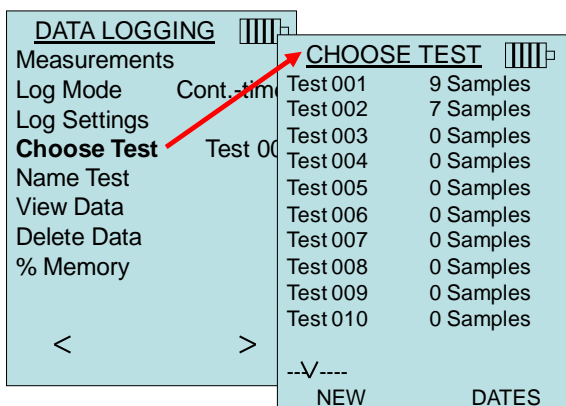 DATA LOGGING
Measurements
Log Mode Cont.-time
Log Settings
Choose Test Test 00
Name Test
View Data
Delete Data
% Memory
< >
CHOOSE TEST
Test 001 9 Samples
Test 002 7 Samples
Test 003 0 Samples
Test 004 0 Samples
Test 005 0 Samples
Test 006 0 Samples
Test 007 0 Samples
Test 008 0 Samples
Test 009 0 Samples
Test 010 0 Samples
--\/----
NEW DATES